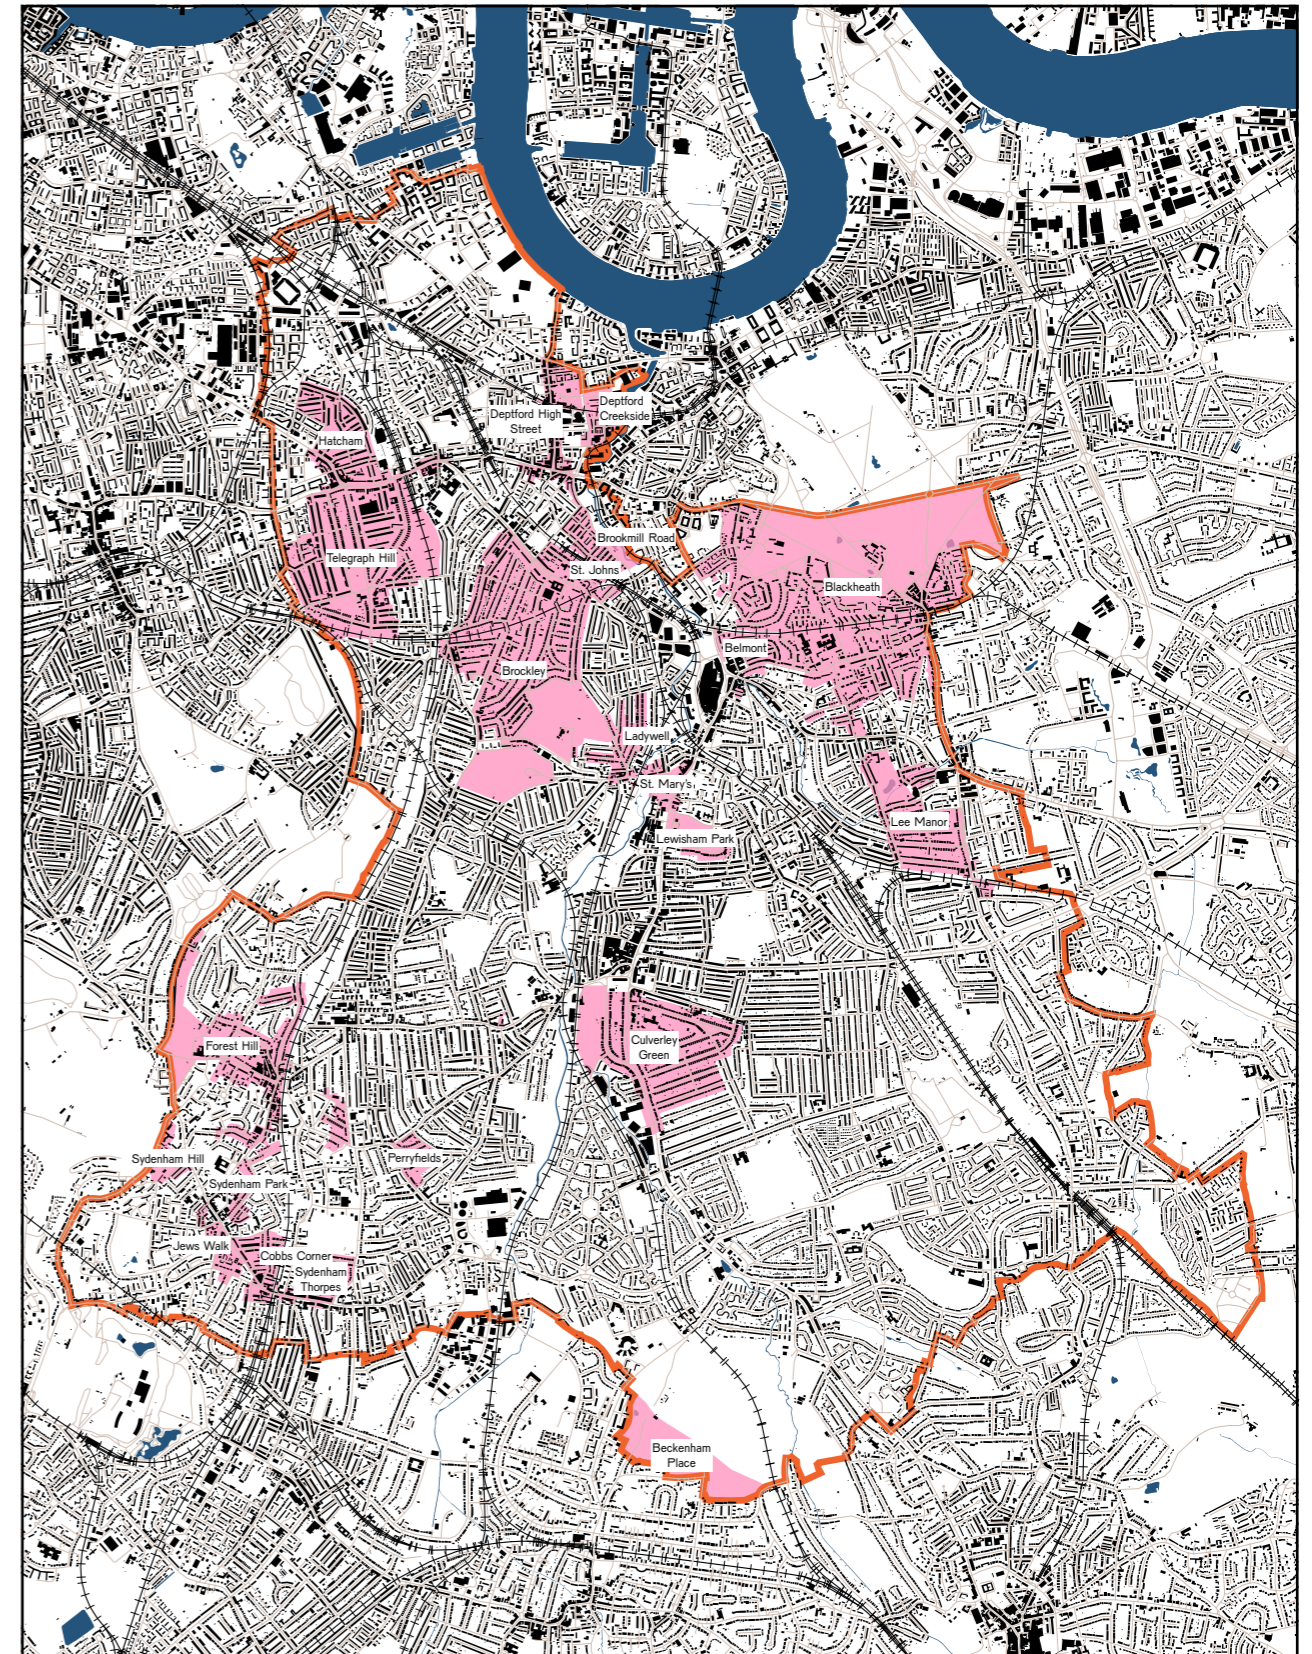 Deptford High
Street
Deptford
Creekside
Hatcham
Brookmill Road
Telegraph Hill
St. Johns
Blackheath
Belmont
Brockley
Ladywell
St. Mary's
Lee Manor
Lewisham Park
Culverley
Green
Forest Hill
Sydenham Hill
Perryfields
Sydenham Park
Jews Walk
Cobbs Corner
Sydenham
Thorpes
Beckenham
Place